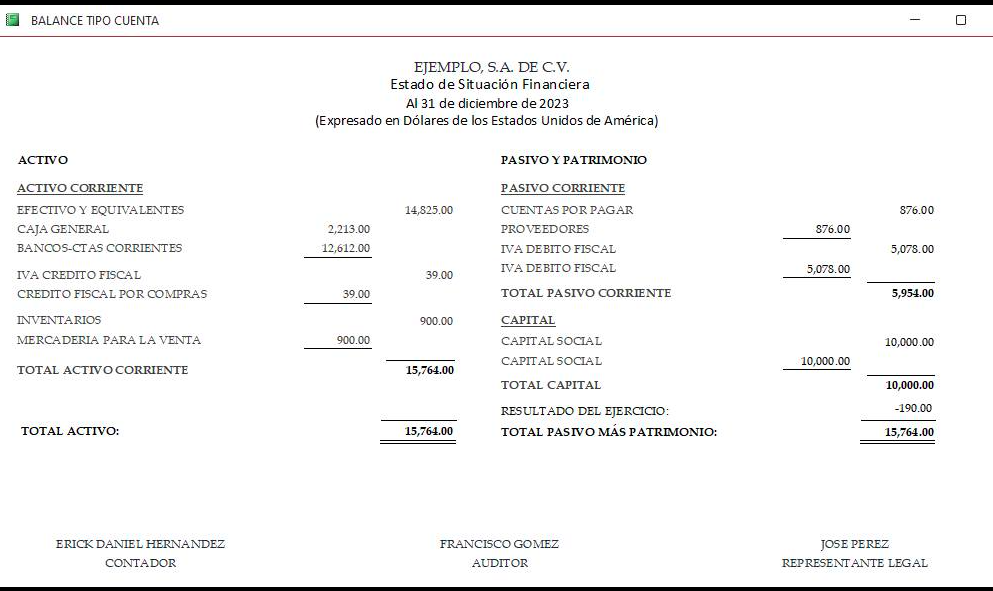 BALANCE TIPO CUENTA
EJEMPLO, S.A. DE C.V.
Estado de Situación Financiera
Al 31 de diciembre de 2023
(Expresado en Dólares de los Estados Unidos de América)
ACTIVO
ACTIVO CORRIENTE
EFECTIVO Y EQUIVALENTES 14,825.00
CAJA GENERAL 2,213.00
BANCOS-CTAS CORRIENTES 12,612.00
IVA CREDITO FISCAL 39.00
CREDITO FISCAL POR COMPRAS 39.00
INVENTARIOS 900.00
MERCADERIA PARA LA VENTA 900.00
TOTAL ACTIVO CORRIENTE 15,764.00
TOTAL ACTIVO: 15,764.00
PASIVO Y PATRIMONIO
PASIVO CORRIENTE
CUENTAS POR PAGAR 876.00
PROVEEDORES 876.00
IVA DEBITO FISCAL 5,078.00
IVA DEBITO FISCAL 5,078.00
TOTAL PASIVO CORRIENTE 5,954.00
CAPITAL
CAPITAL SOCIAL 10,000.00
CAPITAL SOCIAL 10,000.00
TOTAL CAPITAL 10,000.00
RESULTADO DEL EJERCICIO: -190.00
TOTAL PASIVO MÁS PATRIMONIO: 15,764.00
ERICK DANIEL HERNANDEZ
CONTADOR
FRANCISCO GOMEZ
AUDITOR
JOSE PEREZ
REPRESENTANTE LEGAL